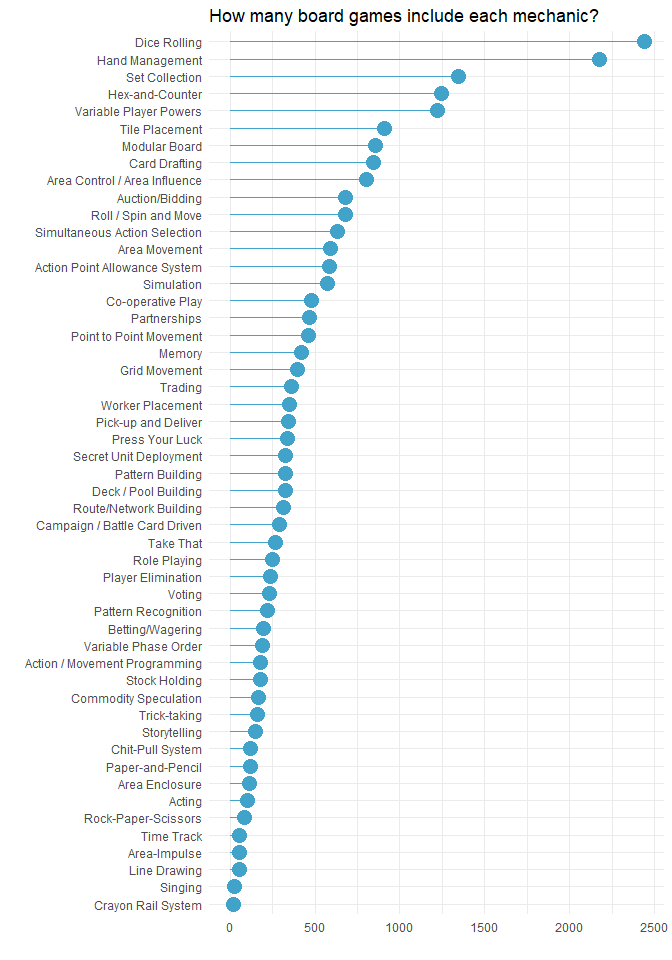 How many board games include each mechanic?
Dice Rolling
Hand Management
Set Collection
Hex-and-Counter
Variable Player Powers
Tile Placement
Modular Board
Card Drafting
Area Control / Area Influence
Auction/Bidding
Roll / Spin and Move
Simultaneous Action Selection
Area Movement
Action Point Allowance System
Simulation
Co-operative Play
Partnerships
Point to Point Movement
Memory
Grid Movement
Trading
Worker Placement
Pick-up and Deliver
Press Your Luck
Secret Unit Deployment
Pattern Building
Deck / Pool Building
Route/Network Building
Campaign / Battle Card Driven
Take That
Role Playing
Player Elimination
Voting
Pattern Recognition
Betting/Wagering
Variable Phase Order
Action / Movement Programming
Stock Holding
Commodity Speculation
Trick-taking
Storytelling
Chit-Pull System
Paper-and-Pencil
Area Enclosure
Acting
Rock-Paper-Scissors
Time Track
Area-Impulse
Line Drawing
Singing
Crayon Rail System
0 500 1000 1500 2000 2500